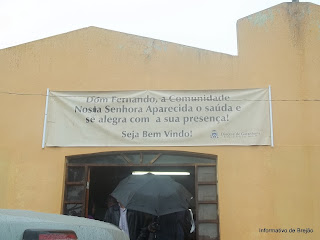 Dom Fernando, a Comunidade
Nossa Senhora Aparecida o saúda e
se alegra com a sua presença!
Seja Bem Vindo!
Informativo de Brejão